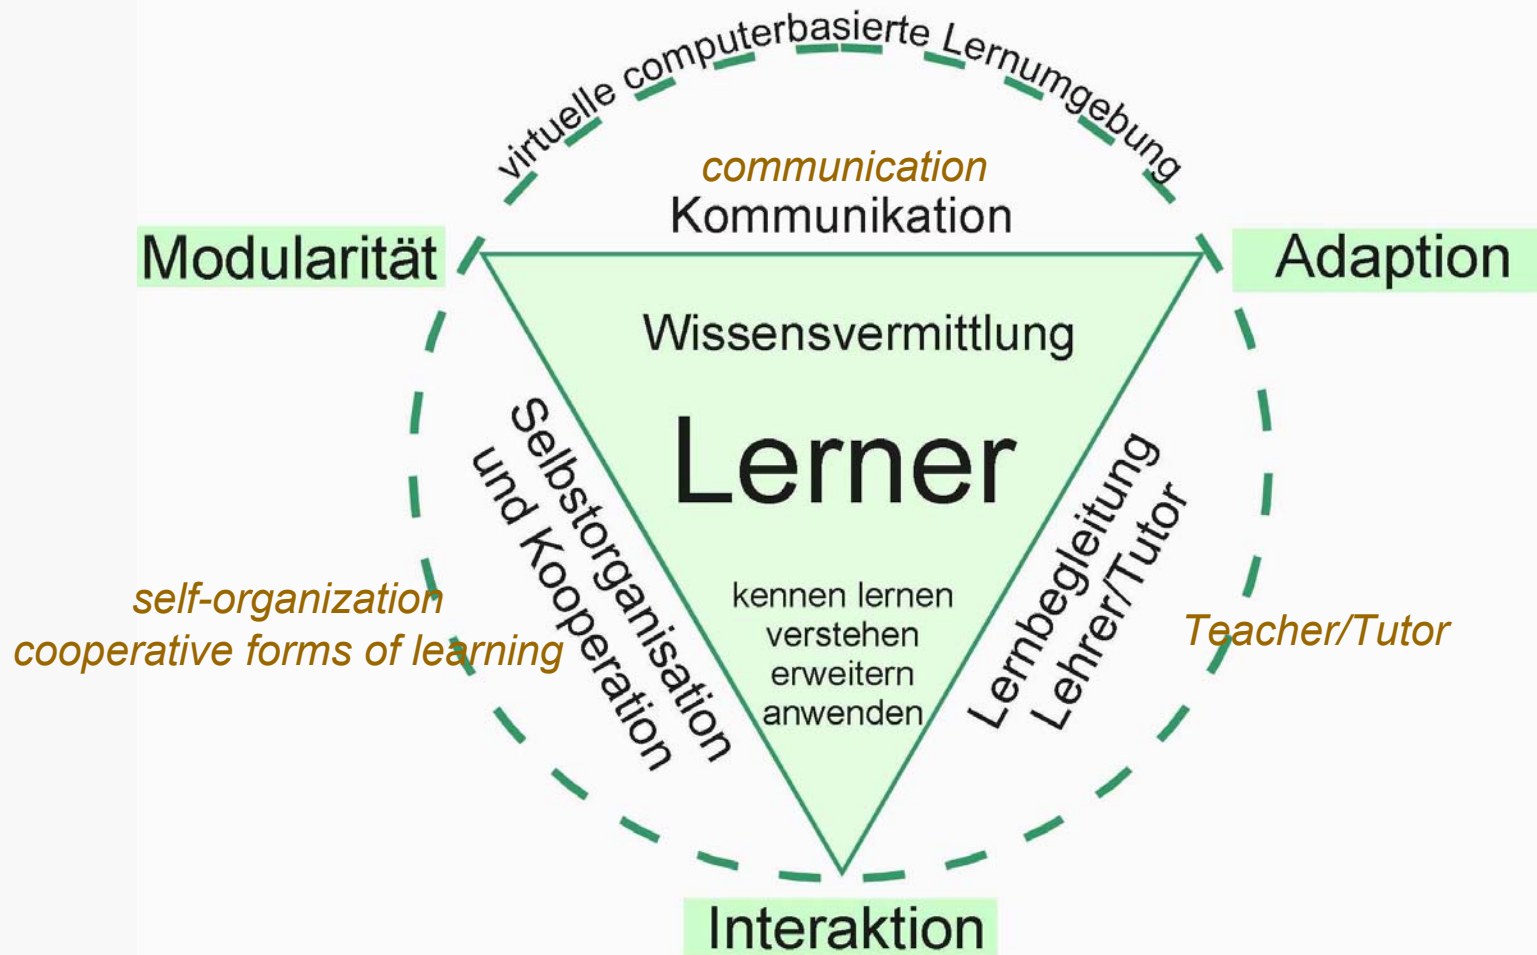 virtuelle computerbasierte Lernumgebung
communication
Kommunikation
Modularität
Adaption
Wissensvermittlung
Lerner
Selbstorganisation
und Kooperation
Lernbegleitung
Lehrer/Tutor
kennen lernen
verstehen
erweitern
anwenden
self-organization
cooperative forms of learning
Teacher/Tutor
Interaktion